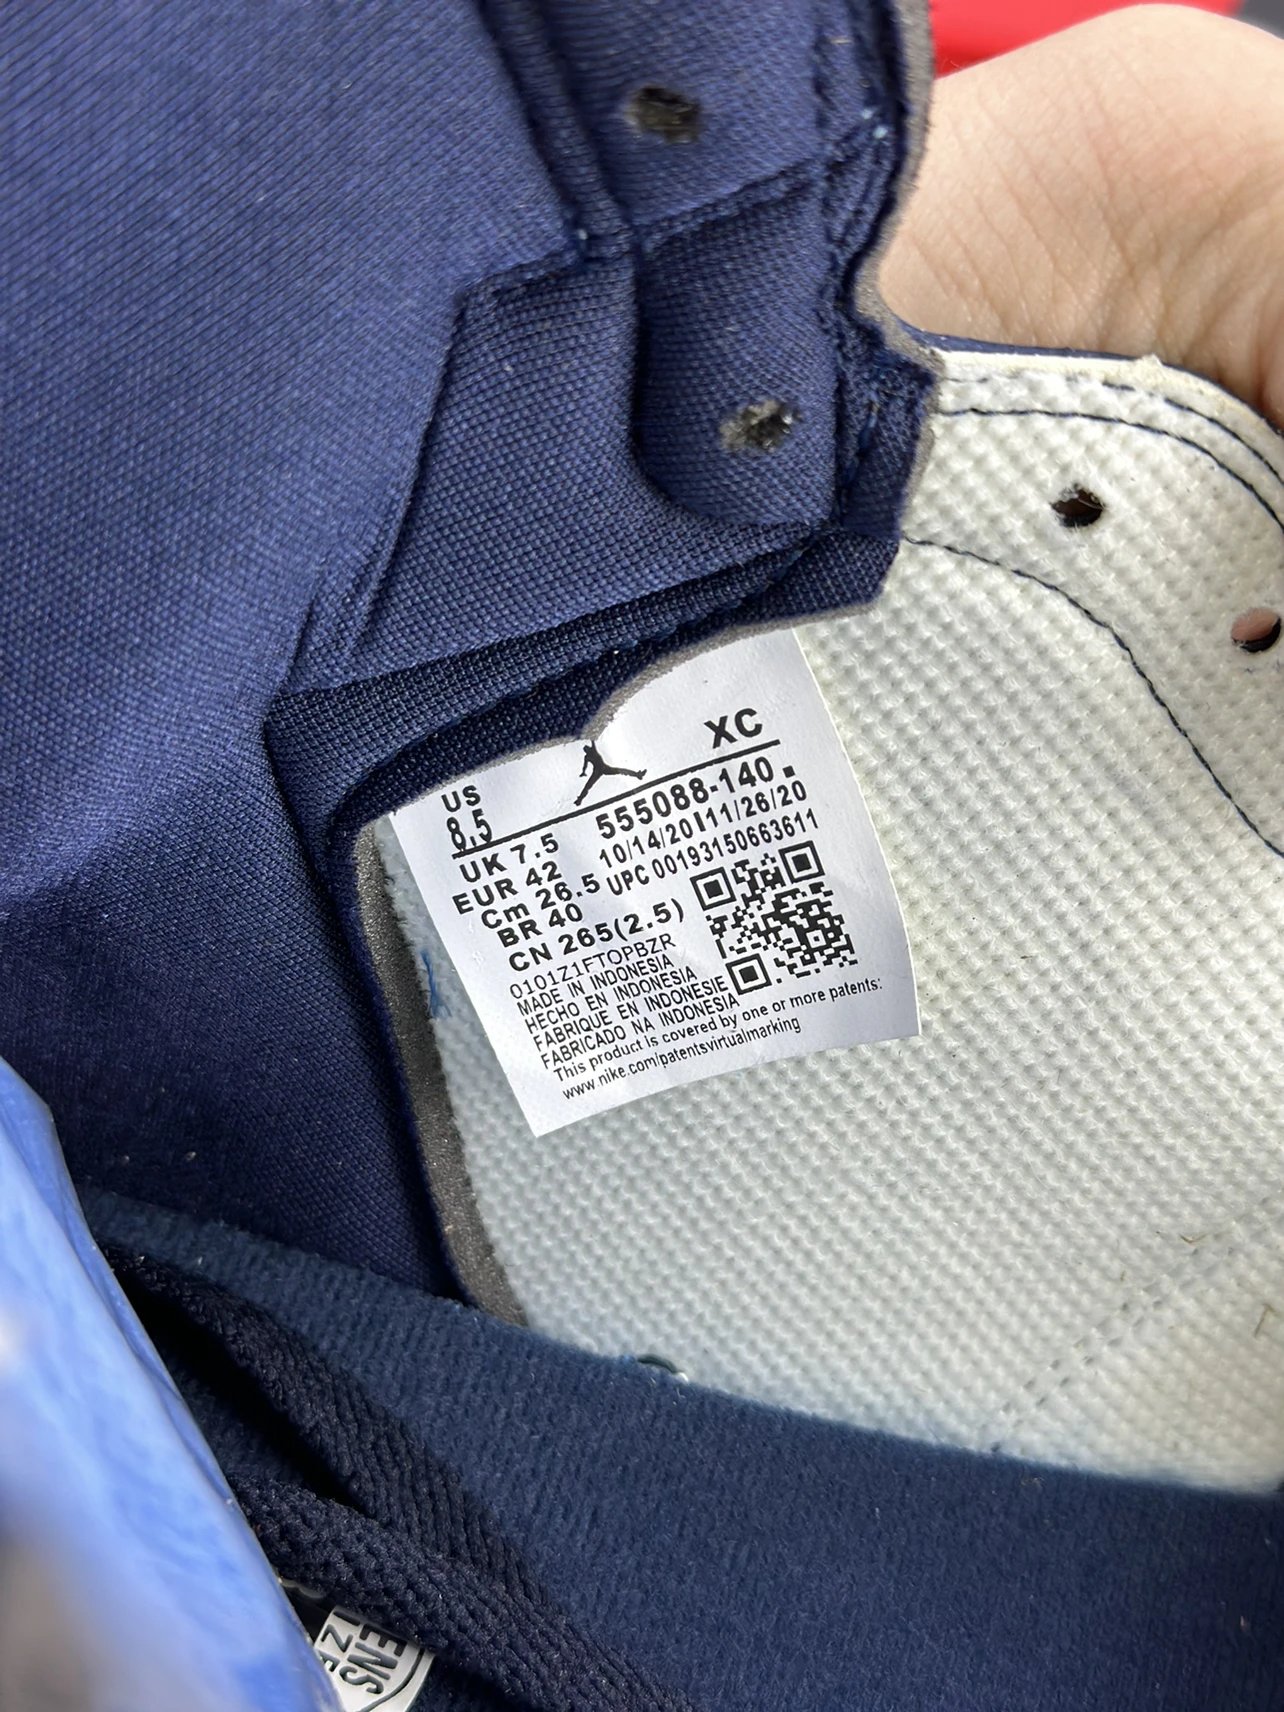 XC
US
8.5
555088-140.
UK 7.5
10/14/20 11/26/20
EUR 42
UPC 00193150663611
Cm 26.5
BR 40
CN 265(2.5)
0101Z1FTOPBZR
MADE IN INDONESIA
HECHO EN INDONESIA
FABRIQUE EN INDONESIE
FABRICADO NA INDONESIA
This product is covered by one or more patents:
www.nike.com/patentsvirtualmarking